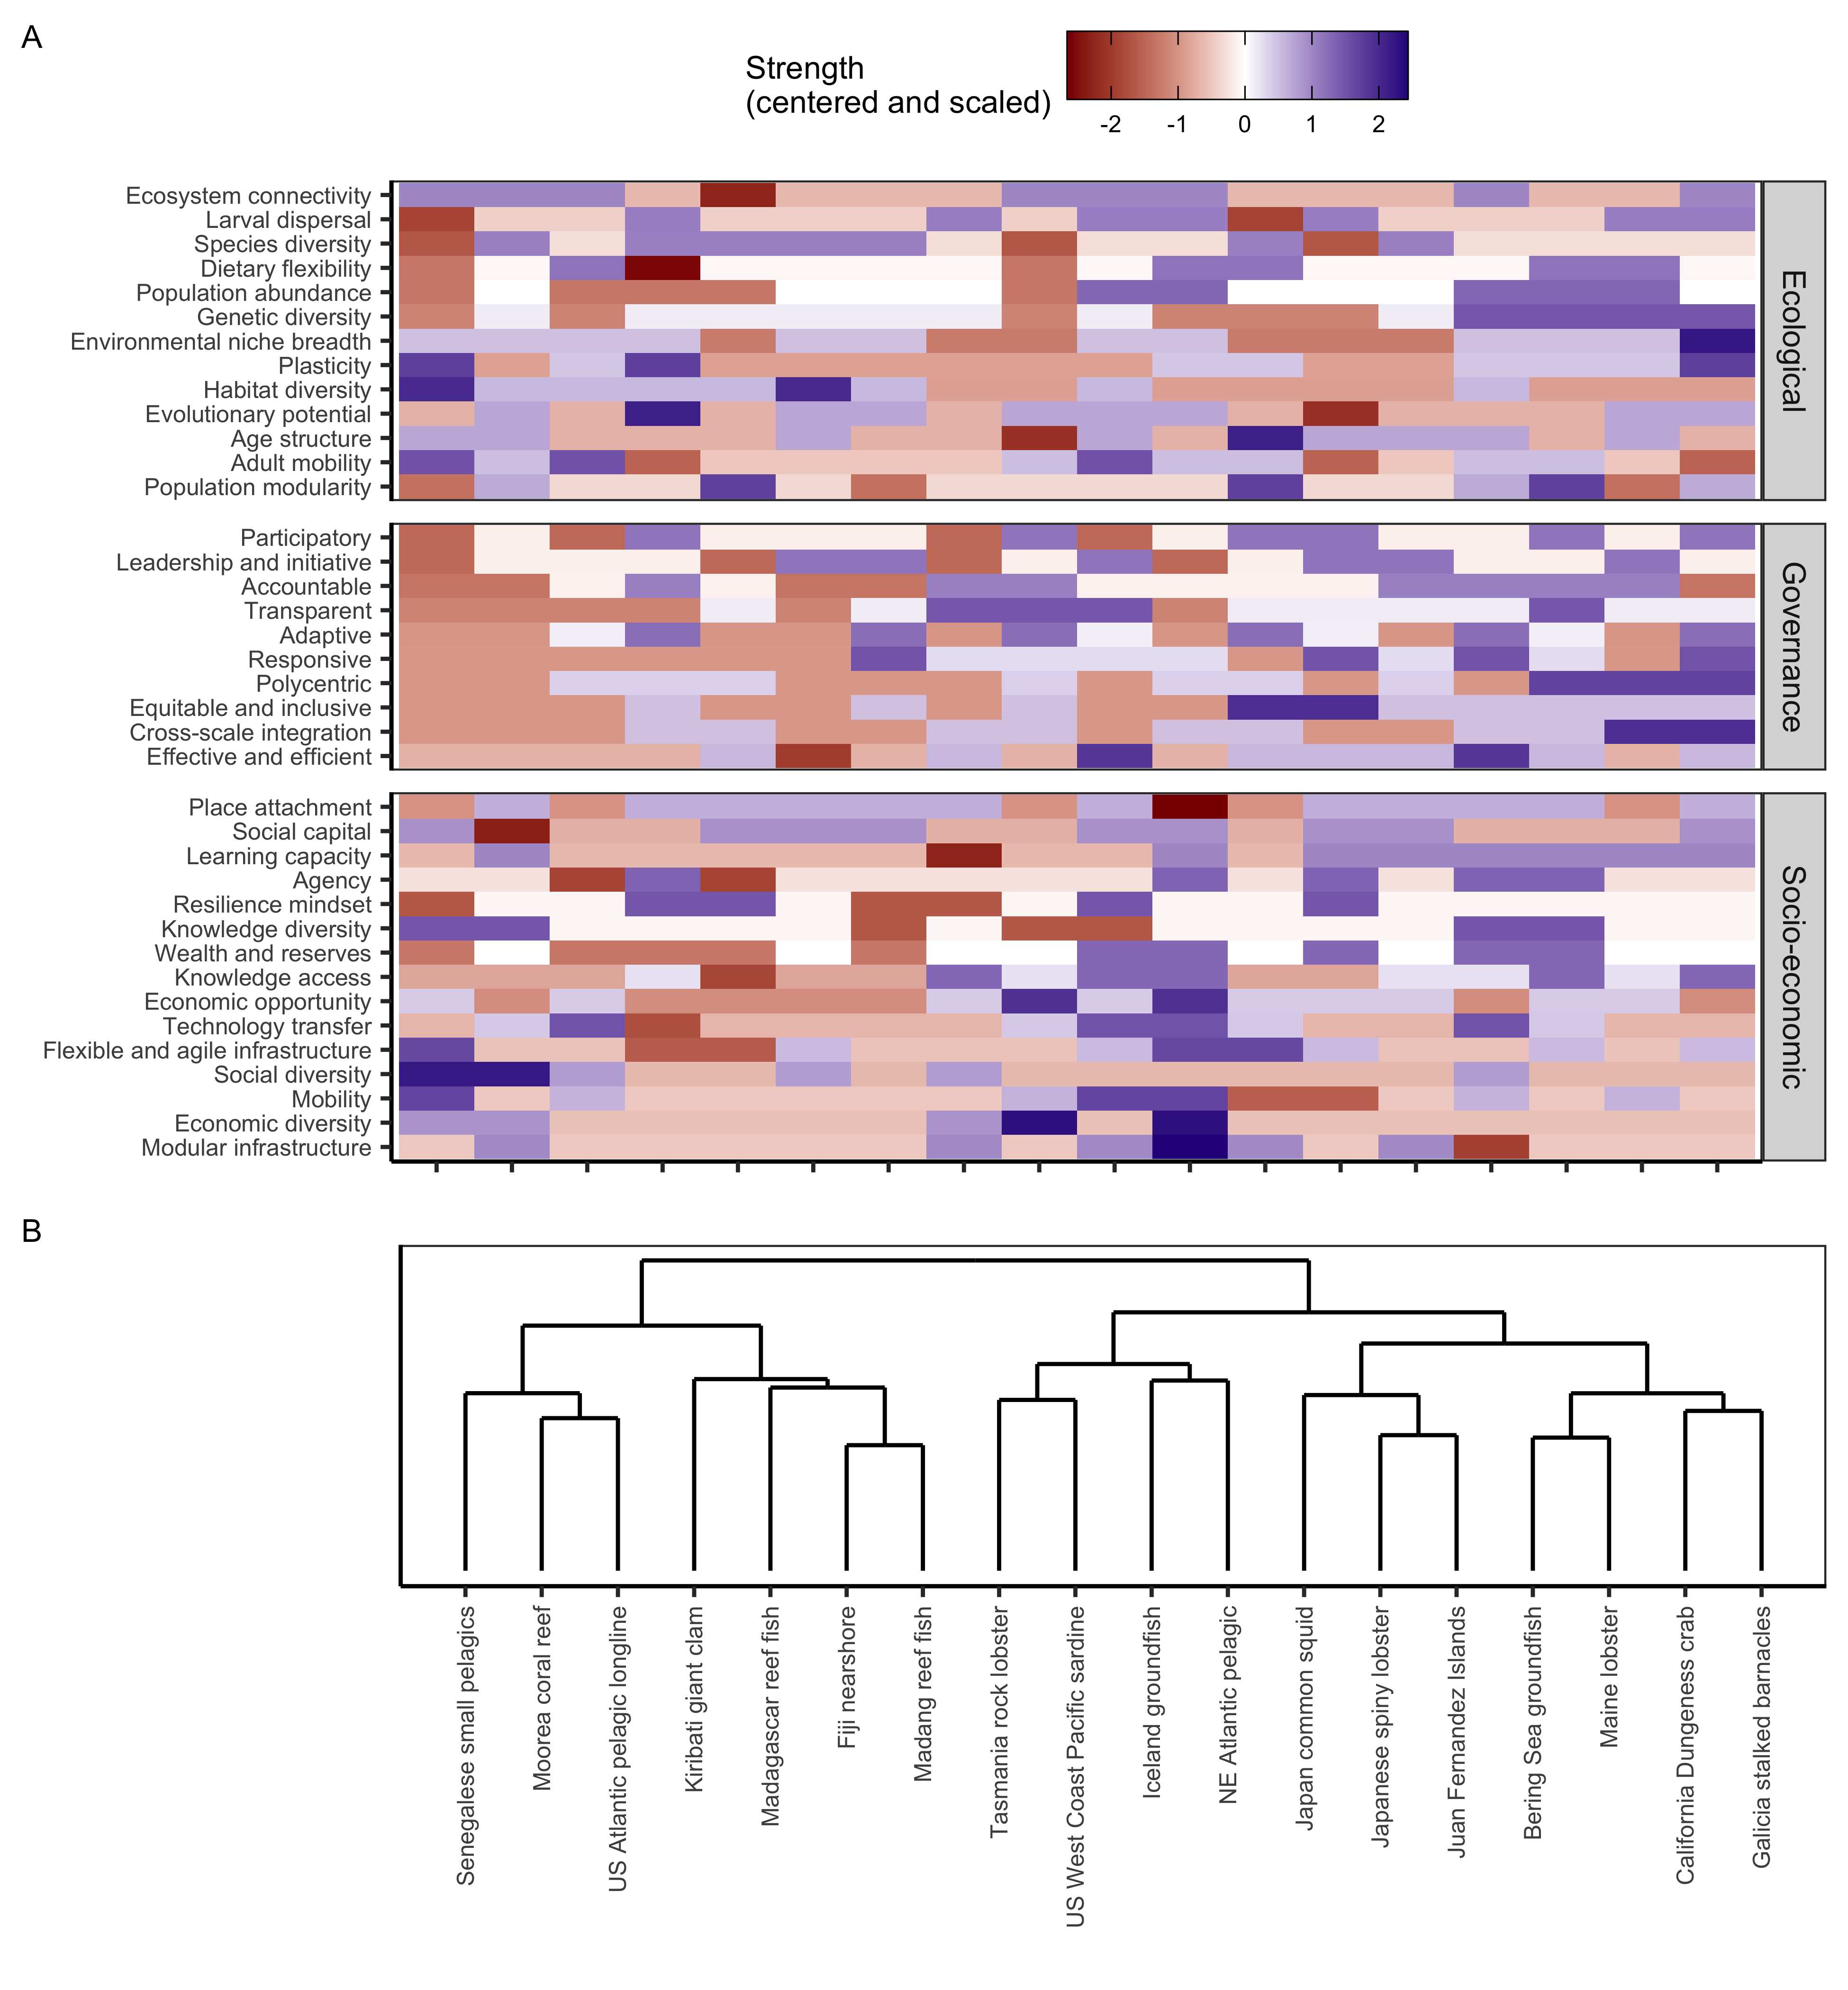 A
Strength
(centered and scaled)
-2 -1 0 1 2
Ecosystem connectivity
Larval dispersal
Species diversity
Dietary flexibility
Population abundance
Genetic diversity
Environmental niche breadth
Plasticity
Habitat diversity
Evolutionary potential
Age structure
Adult mobility
Population modularity
Ecological
Participatory
Leadership and initiative
Accountable
Transparent
Adaptive
Responsive
Polycentric
Equitable and inclusive
Cross-scale integration
Effective and efficient
Governance
Place attachment
Social capital
Learning capacity
Agency
Resilience mindset
Knowledge diversity
Wealth and reserves
Knowledge access
Economic opportunity
Technology transfer
Flexible and agile infrastructure
Social diversity
Mobility
Economic diversity
Modular infrastructure
Socio-economic
B
Senegalese small pelagics
Moorea coral reef
US Atlantic pelagic longline
Kiribati giant clam
Madagascar reef fish
Fiji nearshore
Madang reef fish
Tasmania rock lobster
US West Coast Pacific sardine
Iceland groundfish
NE Atlantic pelagic
Japan common squid
Japanese spiny lobster
Juan Fernandez Islands
Bering Sea groundfish
Maine lobster
California Dungeness crab
Galicia stalked barnacles